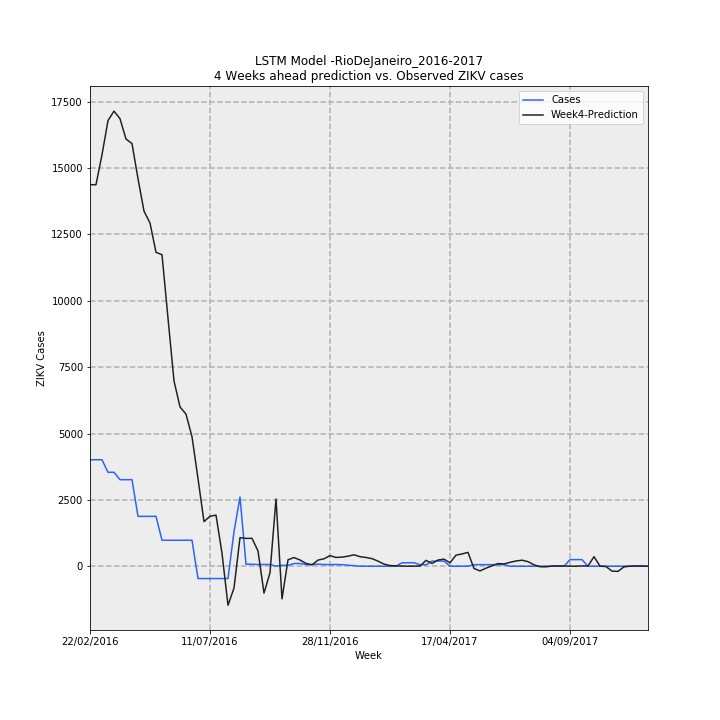 LSTM Model -RioDeJaneiro_2016-2017
4 Weeks ahead prediction vs. Observed ZIKV cases
Cases
Week4-Prediction
17500
15000
12500
10000
7500
5000
2500
0
ZIKV Cases
22/02/2016
11/07/2016
28/11/2016
17/04/2017
04/09/2017
Week